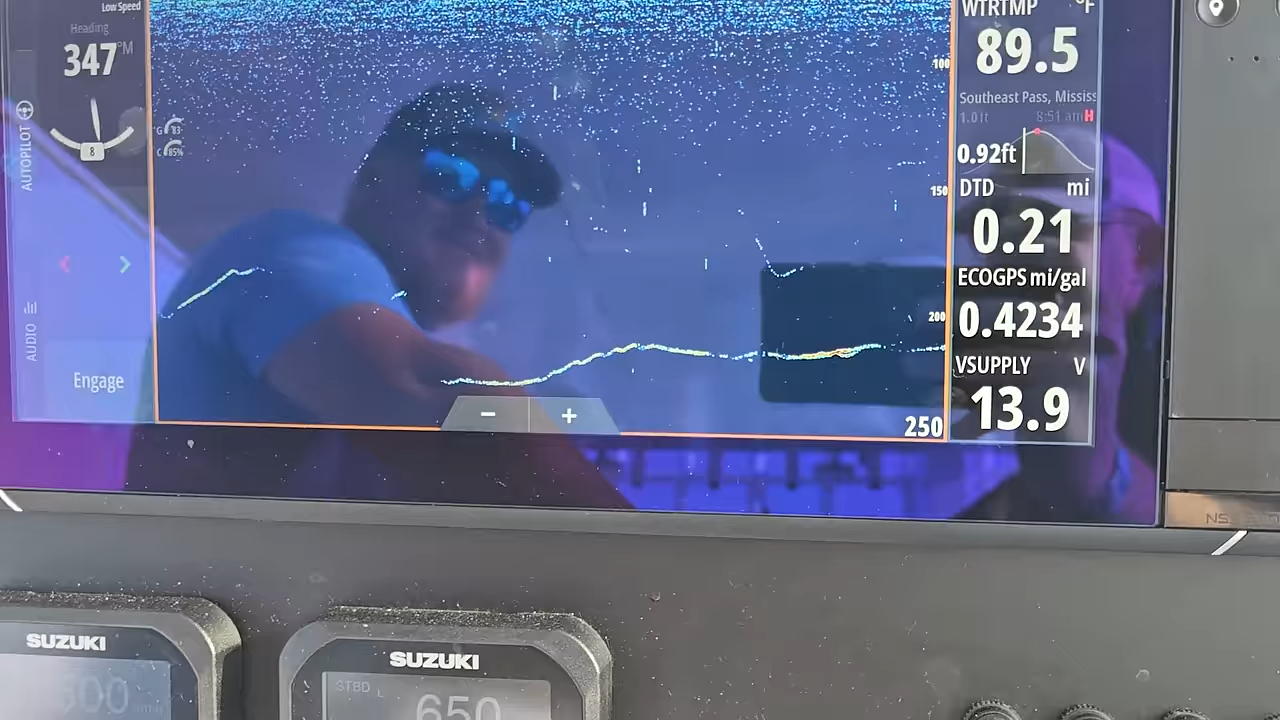 Low Speed
Heading
347°M
8
AUTOPILOT
AUDIO
Engage
100
150
200
250
− +
WTRTMP °F
89.5
Southeast Pass, Mississ
1.0ft 8:51 am H
0.92ft
DTD mi
0.21
ECOGPS mi/gal
0.4234
VSUPPLY V
13.9
SUZUKI
SUZUKI
STBD L
650